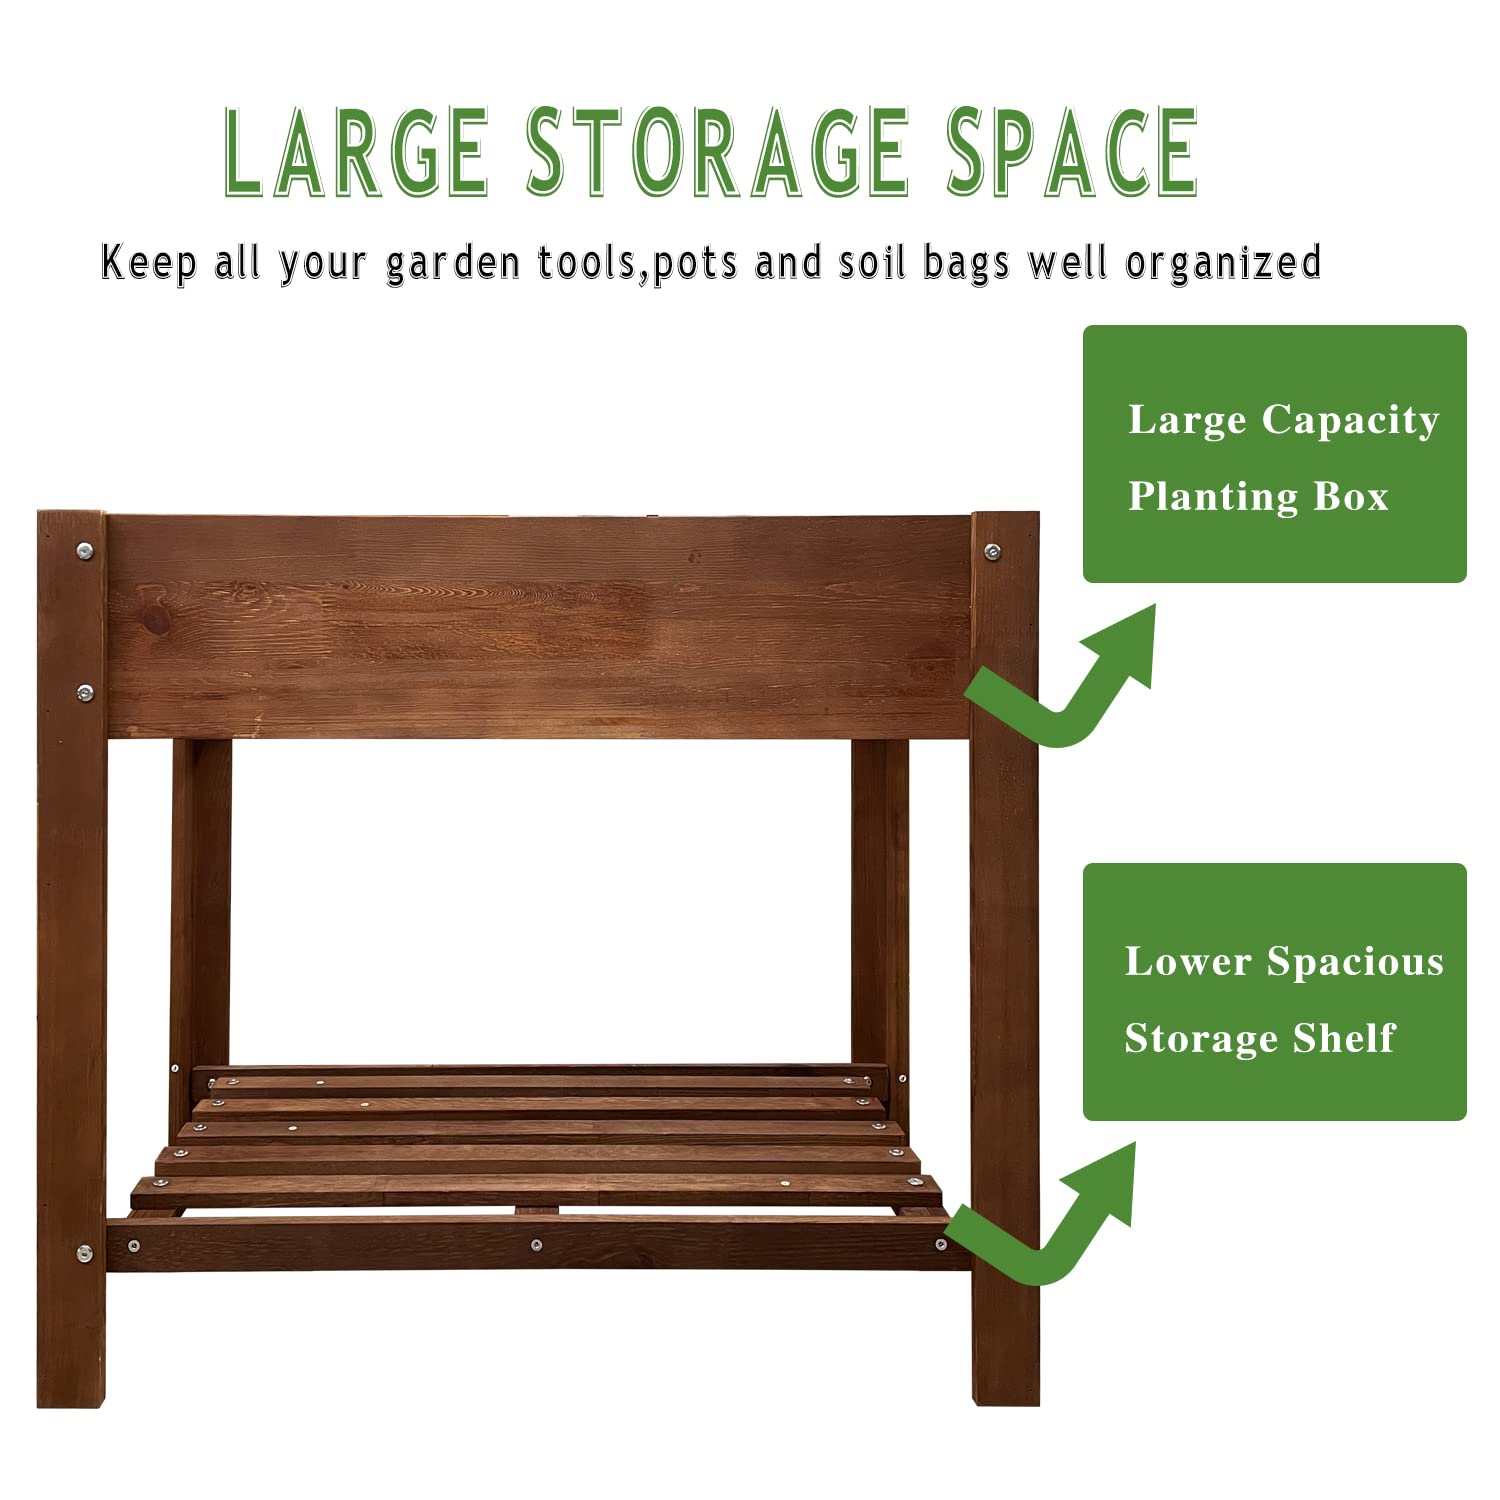 LARGE STORAGE SPACE
Keep all your garden tools,pots and soil bags well organized
Large Capacity
Planting Box
Lower Spacious
Storage Shelf